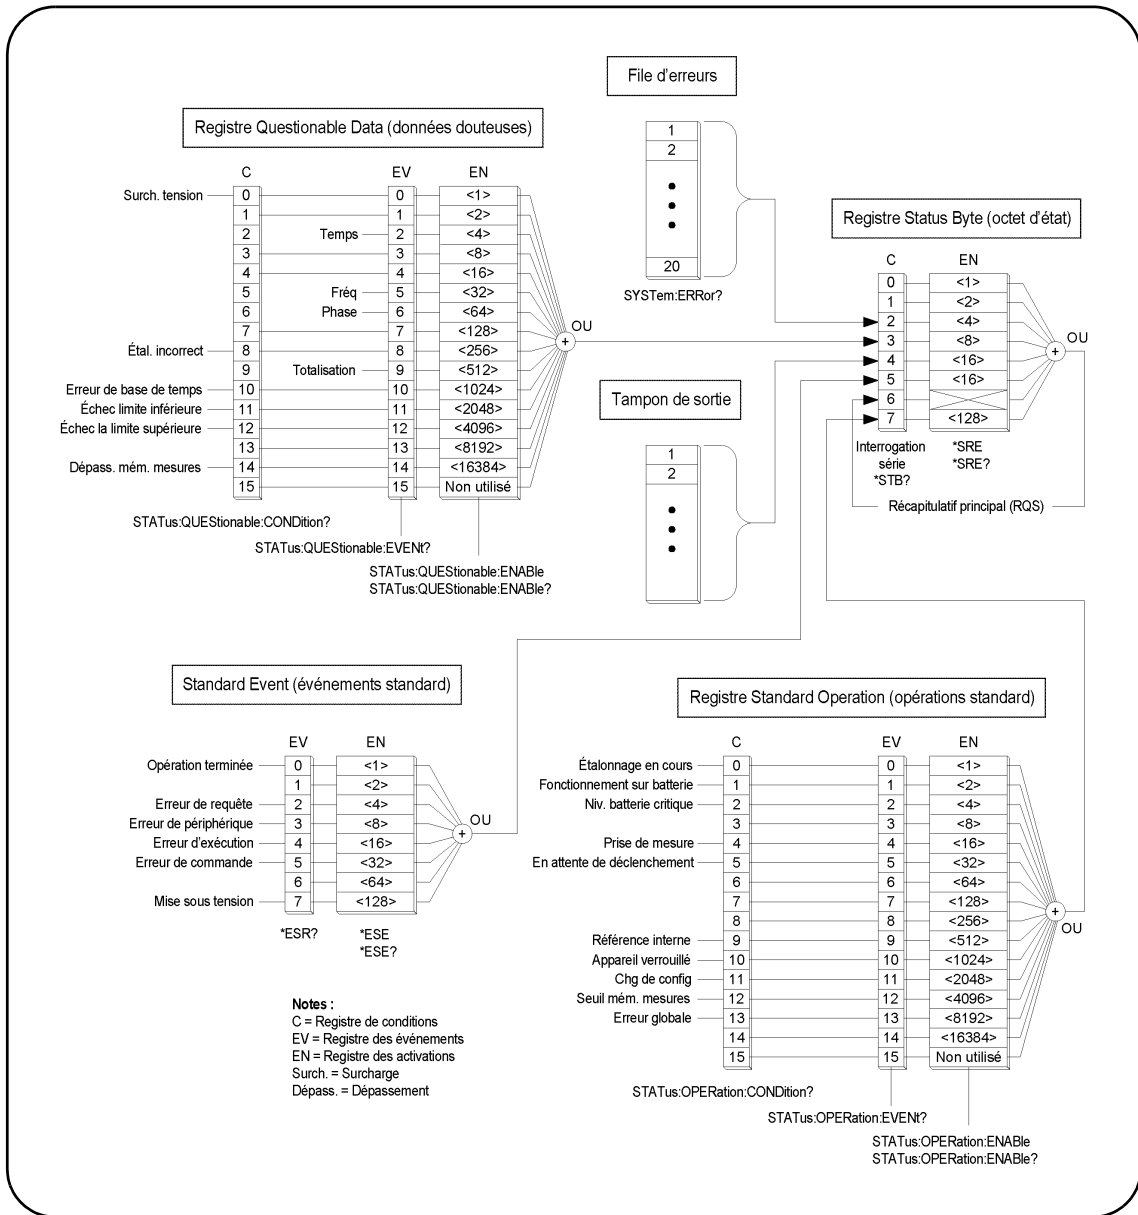 File d'erreurs
1
2
20
SYSTem:ERRor?
Registre Questionable Data (données douteuses)
C EV EN
Surch. tension 0 0 <1>
1 1 <2>
2 Temps 2 <4>
3 3 <8>
4 4 <16>
5 Fréq 5 <32>
6 Phase 6 <64>
7 7 <128>
Étal. incorrect 8 8 <256>
9 Totalisation 9 <512>
Erreur de base de temps 10 10 <1024>
Échec limite inférieure 11 11 <2048>
Échec la limite supérieure 12 12 <4096>
13 13 <8192>
Dépass. mém. mesures 14 14 <16384>
15 15 Non utilisé
+
OU
STATus:QUEStionable:CONDition?
STATus:QUEStionable:EVENt?
STATus:QUEStionable:ENABle
STATus:QUEStionable:ENABle?
Registre Status Byte (octet d'état)
C EN
0 <1>
1 <2>
2 <4>
3 <8>
4 <16>
5 <16>
6
7 <128>
+
OU
Interrogation
série
*STB?
*SRE
*SRE?
Récapitulatif principal (RQS)
Tampon de sortie
1
2
Standard Event (événements standard)
EV EN
Opération terminée 0 <1>
1 <2>
Erreur de requête 2 <4>
Erreur de périphérique 3 <8>
Erreur d'exécution 4 <16>
Erreur de commande 5 <32>
6 <64>
Mise sous tension 7 <128>
+
OU
*ESR?
*ESE
*ESE?
Registre Standard Operation (opérations standard)
C EV EN
Étalonnage en cours 0 0 <1>
Fonctionnement sur batterie 1 1 <2>
Niv. batterie critique 2 2 <4>
3 3 <8>
Prise de mesure 4 4 <16>
En attente de déclenchement 5 5 <32>
6 6 <64>
7 7 <128>
8 8 <256>
Référence interne 9 9 <512>
Appareil verrouillé 10 10 <1024>
Chg de config 11 11 <2048>
Seuil mém. mesures 12 12 <4096>
Erreur globale 13 13 <8192>
14 14 <16384>
15 15 Non utilisé
+
OU
STATus:OPERation:CONDition?
STATus:OPERation:EVENt?
STATus:OPERation:ENABle
STATus:OPERation:ENABle?
Notes :
C = Registre de conditions
EV = Registre des événements
EN = Registre des activations
Surch. = Surcharge
Dépass. = Dépassement